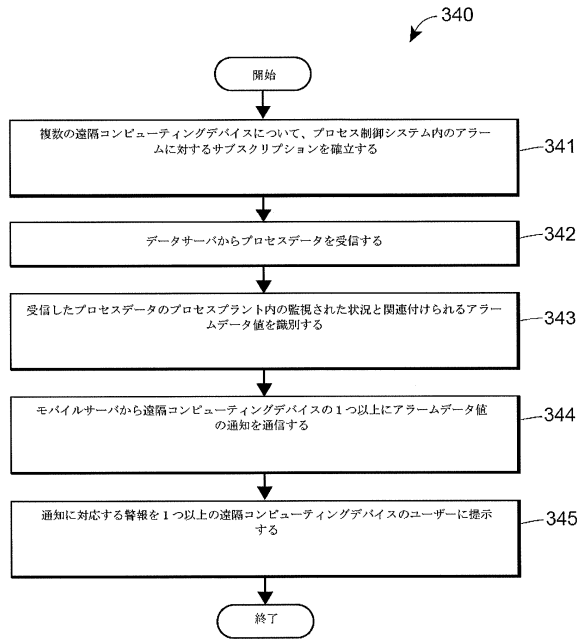 340
開始
複数の遠隔コンピューティングデバイスについて、プロセス制御システム内のアラー
ムに対するサブスクリプションを確立する
341
データサーバからプロセスデータを受信する
342
受信したプロセスデータのプロセスプラント内の監視された状況と関連付けられるアラー
ムデータ値を識別する
343
モバイルサーバから遠隔コンピューティングデバイスの1つ以上にアラームデータ値
の通知を通信する
344
通知に対応する警報を1つ以上の遠隔コンピューティングデバイスのユーザーに提示
する
345
終了